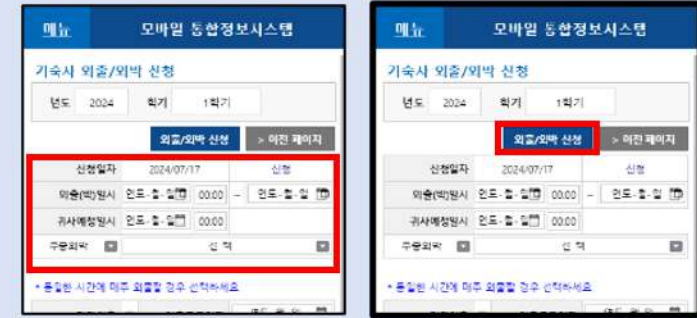 메뉴 모바일 통합정보시스템
기숙사 외출/외박 신청
년도 2024 학기 1학기
외출/외박 신청 > 이전 페이지
신청일자 2024/07/17 신청
외출(박)일시 연도-월-일 00:00 - 연도-월-일
귀사예정일시 연도-월-일 00:00
주중외박 선 택
* 동일한 시간에 매주 외출할 경우 선택하세요
메뉴 모바일 통합정보시스템
기숙사 외출/외박 신청
년도 2024 학기 1학기
외출/외박 신청 > 이전 페이지
신청일자 2024/07/17 신청
외출(박)일시 연도-월-일 00:00 - 연도-월-일
귀사예정일시 연도-월-일 00:00
주중외박 선 택
* 동일한 시간에 매주 외출할 경우 선택하세요